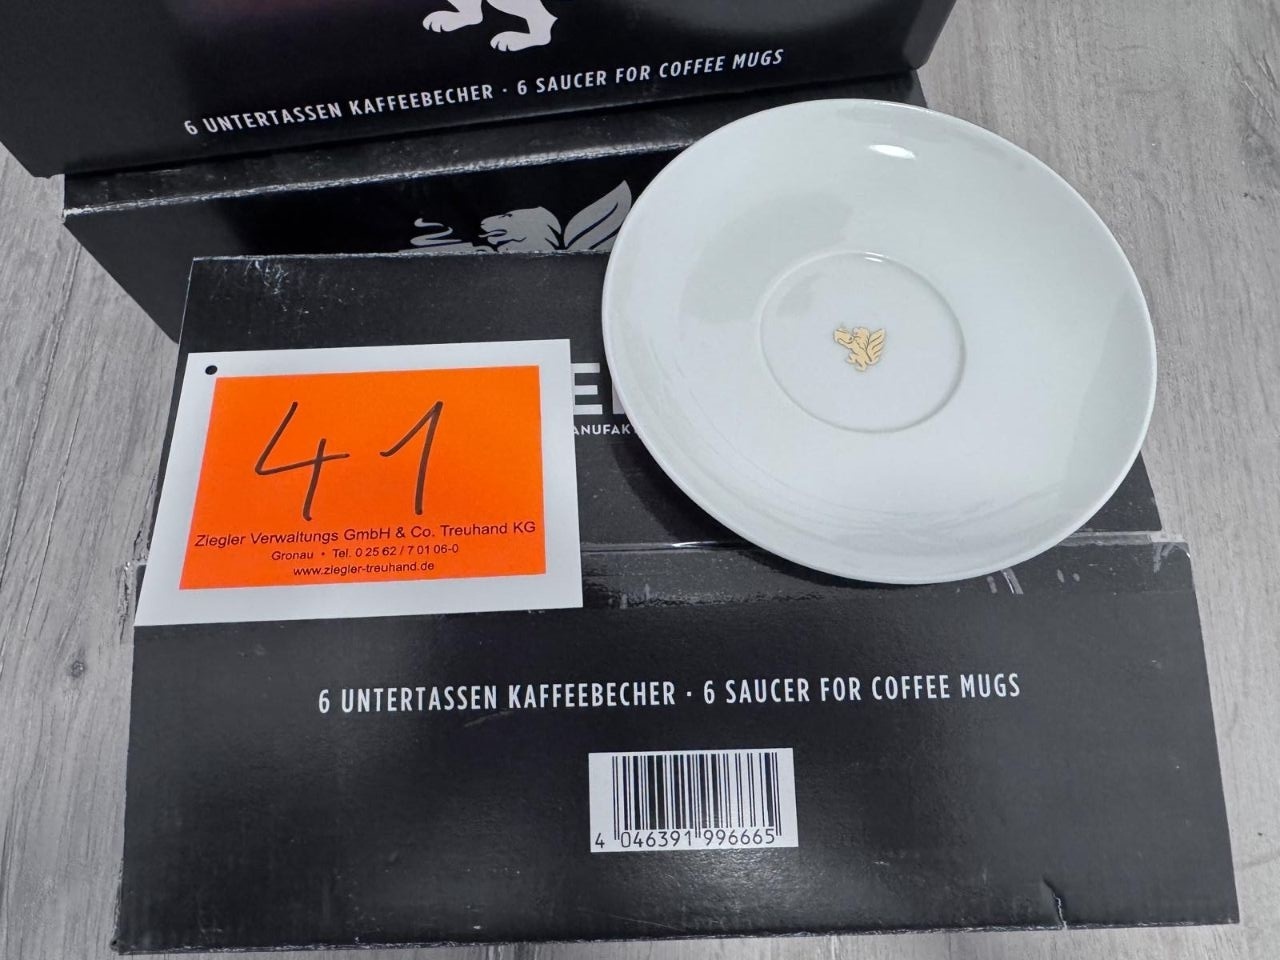 6 UNTERTASSEN KAFFEEBECHER · 6 SAUCER FOR COFFEE MUGS
41
Ziegler Verwaltungs GmbH & Co. Treuhand KG
Gronau • Tel. 0 25 62 / 7 01 06-0
www.ziegler-treuhand.de
6 UNTERTASSEN KAFFEEBECHER · 6 SAUCER FOR COFFEE MUGS
4 046391 996665